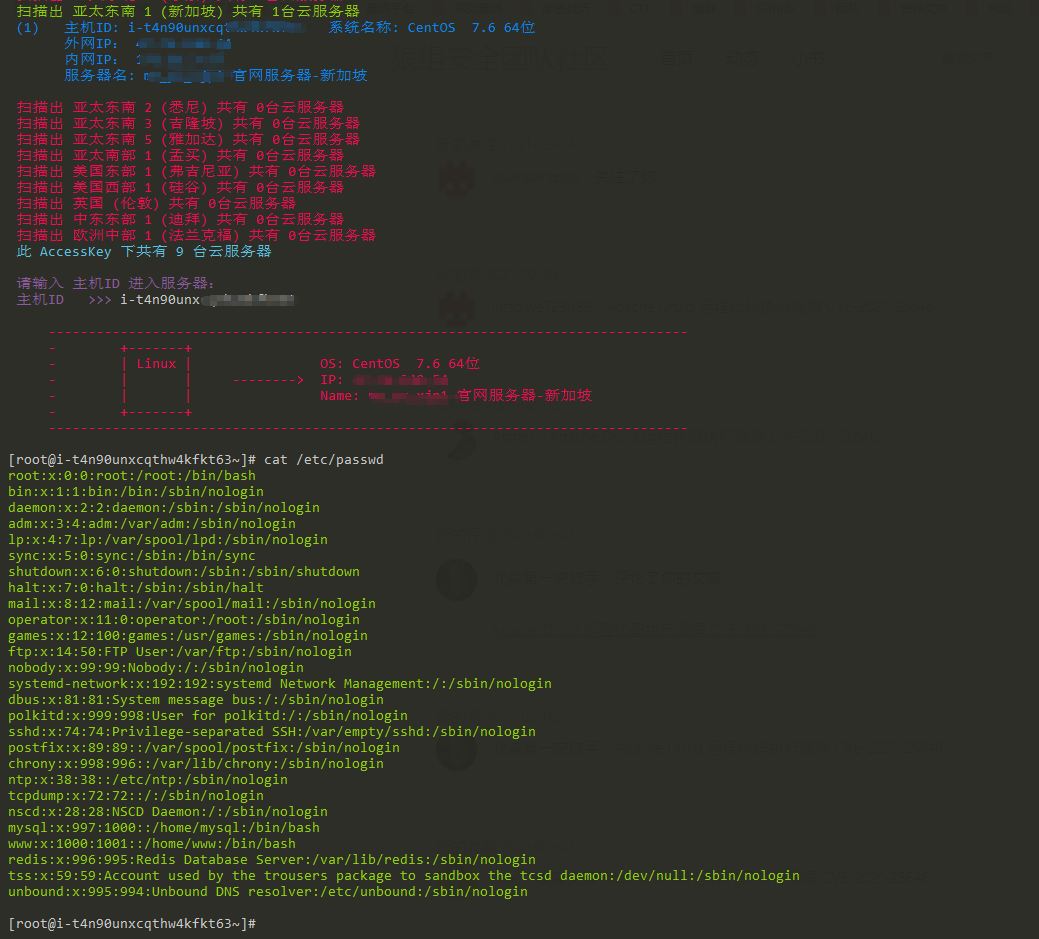 扫描出 亚太东南 1 (新加坡) 共有 1台云服务器
(1) 主机ID: i-t4n90unxcqt 系统名称: CentOS 7.6 64位
外网IP:
内网IP:
服务器名: 官网服务器-新加坡
扫描出 亚太东南 2 (悉尼) 共有 0台云服务器
扫描出 亚太东南 3 (吉隆坡) 共有 0台云服务器
扫描出 亚太东南 5 (雅加达) 共有 0台云服务器
扫描出 亚太南部 1 (孟买) 共有 0台云服务器
扫描出 美国东部 1 (弗吉尼亚) 共有 0台云服务器
扫描出 美国西部 1 (硅谷) 共有 0台云服务器
扫描出 英国 (伦敦) 共有 0台云服务器
扫描出 中东东部 1 (迪拜) 共有 0台云服务器
扫描出 欧洲中部 1 (法兰克福) 共有 0台云服务器
此 AccessKey 下共有 9 台云服务器
请输入 主机ID 进入服务器:
主机ID >>> i-t4n90unx
--------------------------------------------------------------------------------
- +-------+
- | Linux | OS: CentOS 7.6 64位
- | | --------> IP:
- | | Name: 官网服务器-新加坡
- +-------+
--------------------------------------------------------------------------------
[root@i-t4n90unxcqthw4kfkt63~]# cat /etc/passwd
root:x:0:0:root:/root:/bin/bash
bin:x:1:1:bin:/bin:/sbin/nologin
daemon:x:2:2:daemon:/sbin:/sbin/nologin
adm:x:3:4:adm:/var/adm:/sbin/nologin
lp:x:4:7:lp:/var/spool/lpd:/sbin/nologin
sync:x:5:0:sync:/sbin:/bin/sync
shutdown:x:6:0:shutdown:/sbin:/sbin/shutdown
halt:x:7:0:halt:/sbin:/sbin/halt
mail:x:8:12:mail:/var/spool/mail:/sbin/nologin
operator:x:11:0:operator:/root:/sbin/nologin
games:x:12:100:games:/usr/games:/sbin/nologin
ftp:x:14:50:FTP User:/var/ftp:/sbin/nologin
nobody:x:99:99:Nobody:/:/sbin/nologin
systemd-network:x:192:192:systemd Network Management:/:/sbin/nologin
dbus:x:81:81:System message bus:/:/sbin/nologin
polkitd:x:999:998:User for polkitd:/:/sbin/nologin
sshd:x:74:74:Privilege-separated SSH:/var/empty/sshd:/sbin/nologin
postfix:x:89:89::/var/spool/postfix:/sbin/nologin
chrony:x:998:996::/var/lib/chrony:/sbin/nologin
ntp:x:38:38::/etc/ntp:/sbin/nologin
tcpdump:x:72:72::/:/sbin/nologin
nscd:x:28:28:NSCD Daemon:/:/sbin/nologin
mysql:x:997:1000::/home/mysql:/bin/bash
www:x:1000:1001::/home/www:/bin/bash
redis:x:996:995:Redis Database Server:/var/lib/redis:/sbin/nologin
tss:x:59:59:Account used by the trousers package to sandbox the tcsd daemon:/dev/null:/sbin/nologin
unbound:x:995:994:Unbound DNS resolver:/etc/unbound:/sbin/nologin
[root@i-t4n90unxcqthw4kfkt63~]#